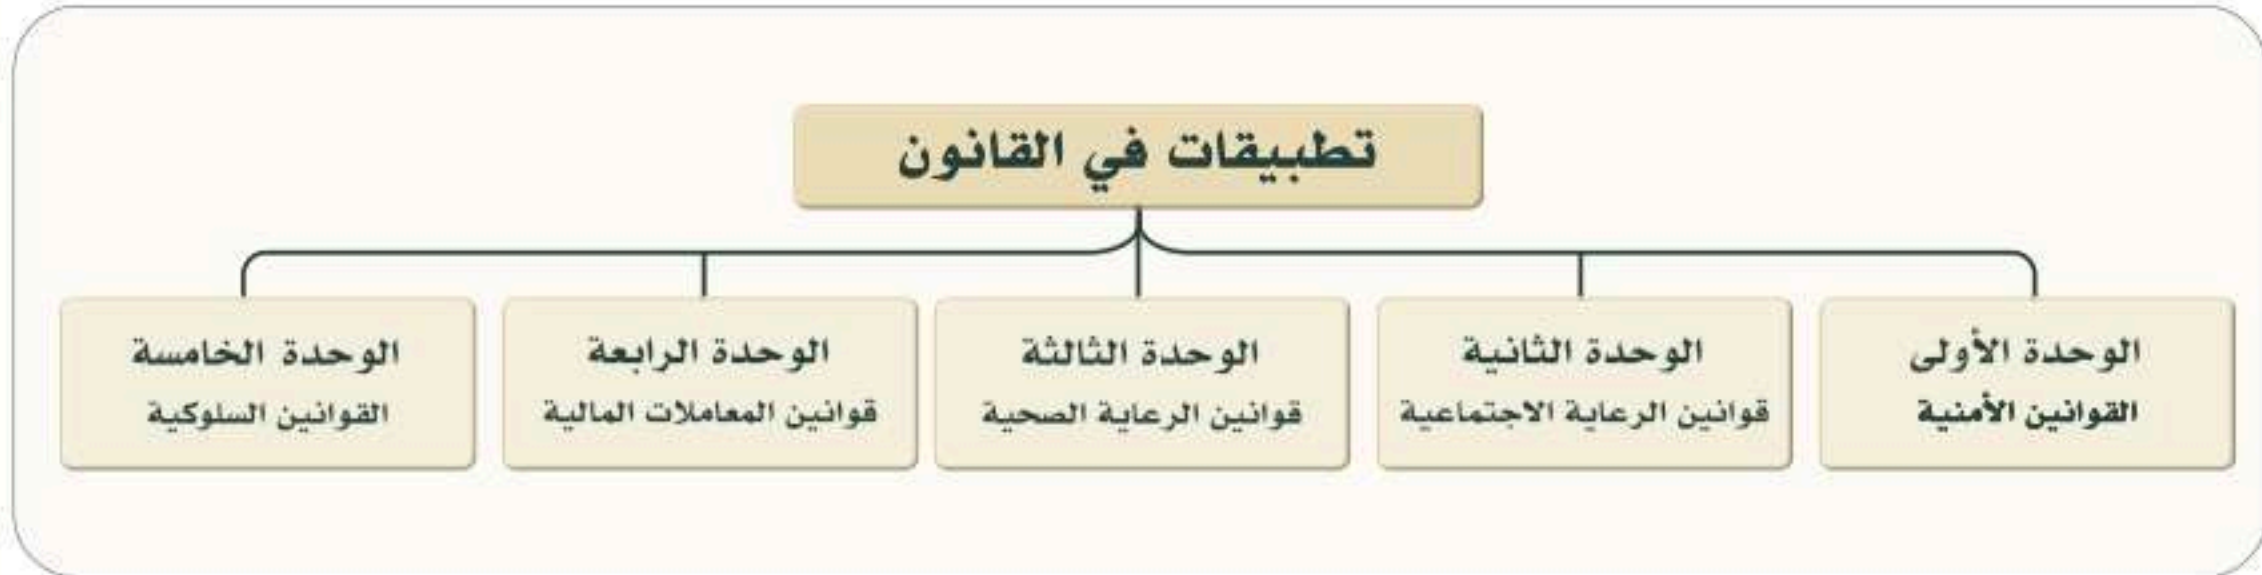 تطبيقات في القانون
الوحدة الأولى
القوانين الأمنية
الوحدة الثانية
قوانين الرعاية الاجتماعية
الوحدة الثالثة
قوانين الرعاية الصحية
الوحدة الرابعة
قوانين المعاملات المالية
الوحدة الخامسة
القوانين السلوكية